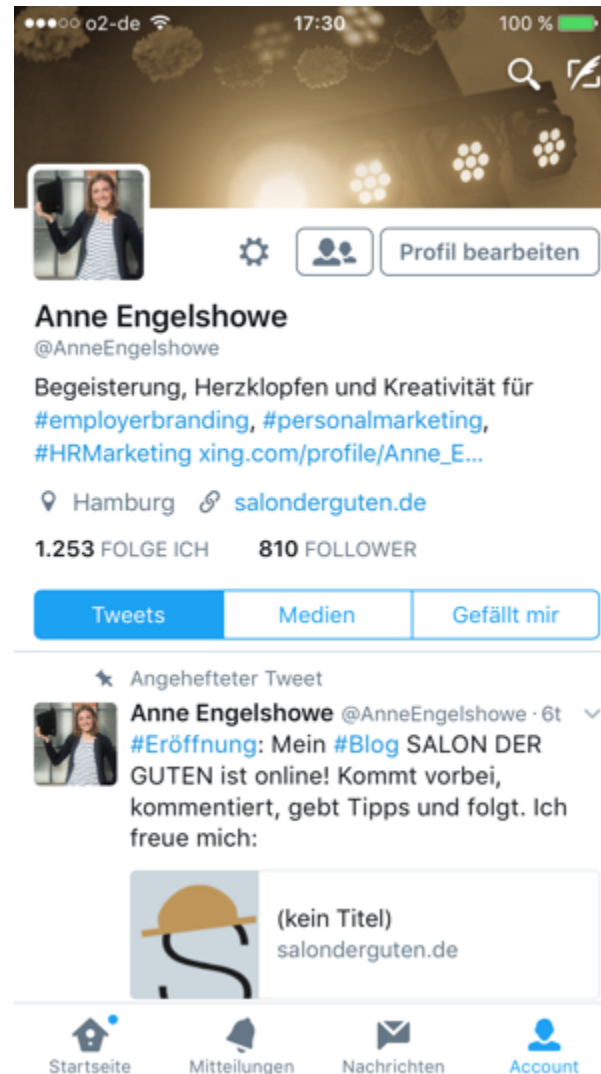 o2-de 17:30 100 %
Profil bearbeiten
Anne Engelshowe
@AnneEngelshowe
Begeisterung, Herzklopfen und Kreativität für
#employerbranding, #personalmarketing,
#HRMarketing xing.com/profile/Anne_E...
Hamburg salonderguten.de
1.253 FOLGE ICH 810 FOLLOWER
Tweets Medien Gefällt mir
Angehefteter Tweet
Anne Engelshowe @AnneEngelshowe · 6t
#Eröffnung: Mein #Blog SALON DER
GUTEN ist online! Kommt vorbei,
kommentiert, gebt Tipps und folgt. Ich
freue mich:
S
(kein Titel)
salonderguten.de
Startseite Mitteilungen Nachrichten Account